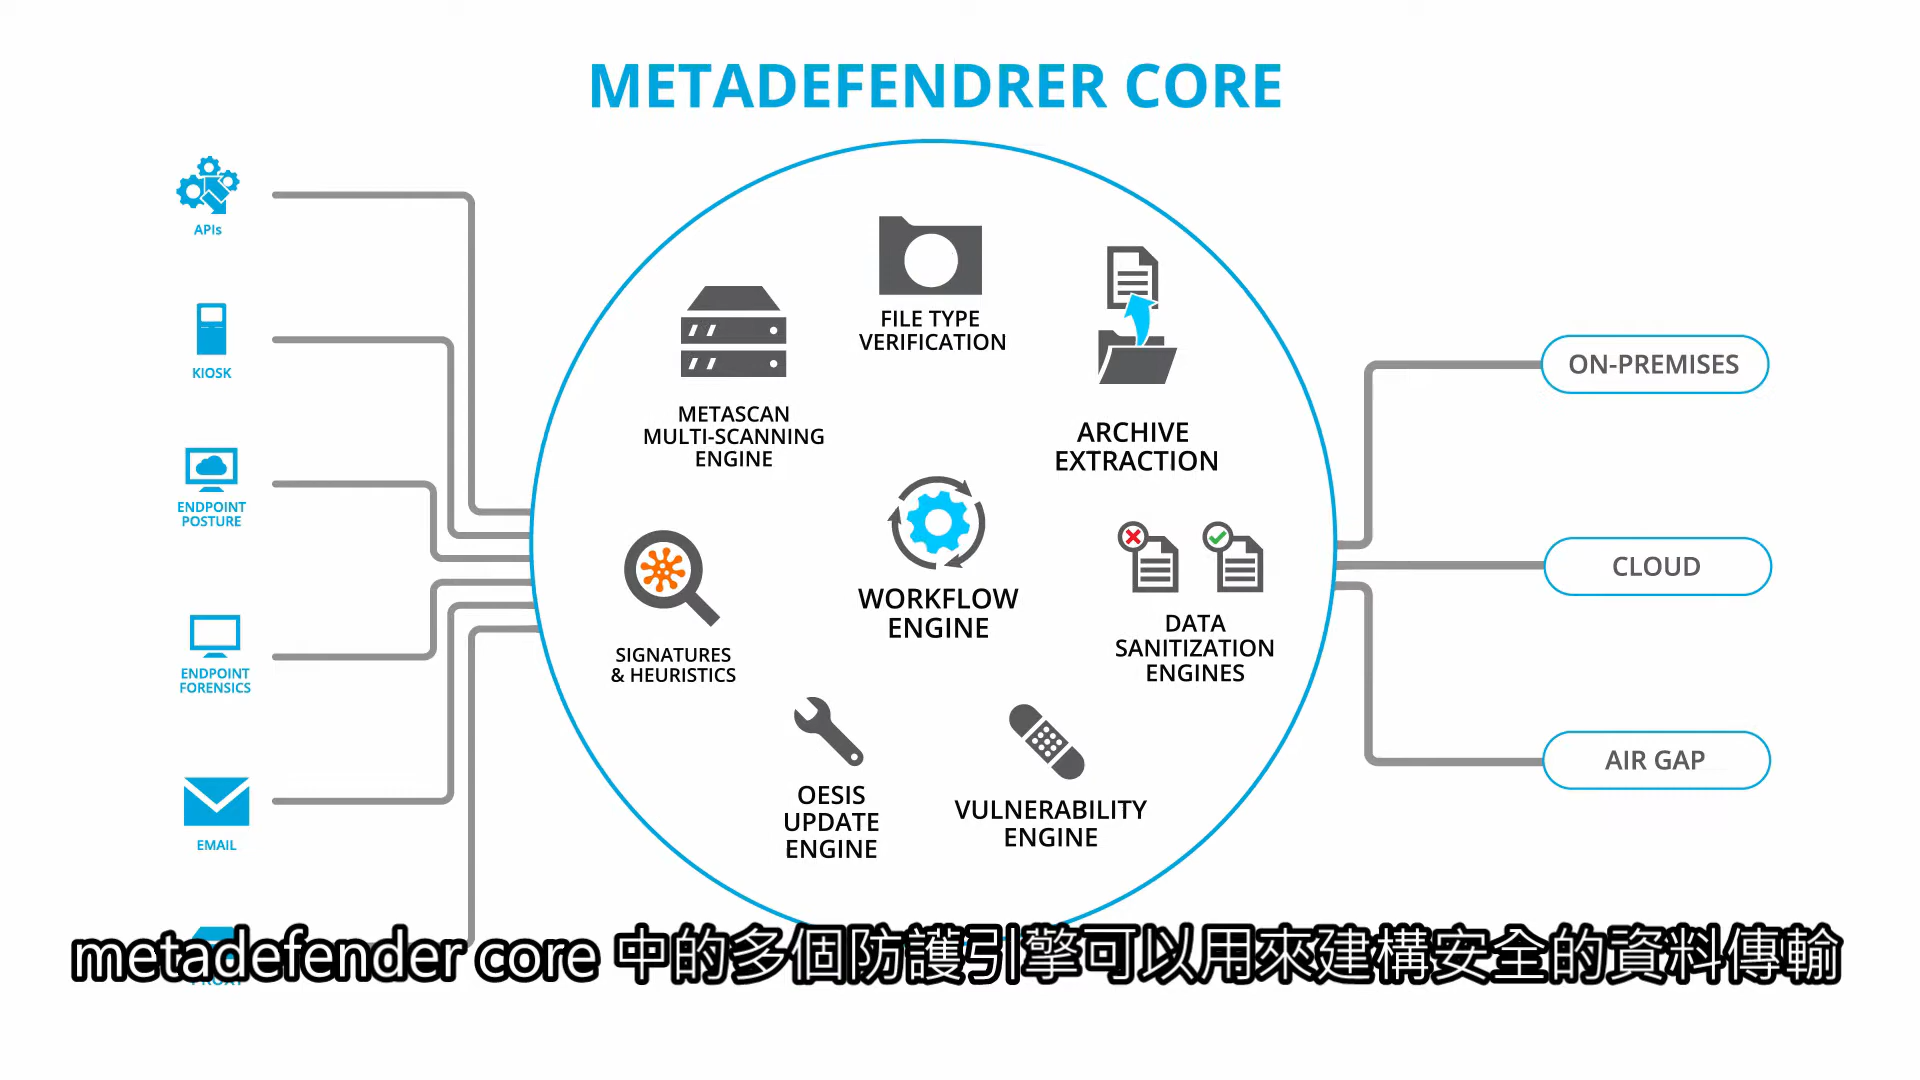 METADEFENDRER CORE
APIs
KIOSK
ENDPOINT
POSTURE
ENDPOINT
FORENSICS
EMAIL
PROXY
FILE TYPE
VERIFICATION
METASCAN
MULTI-SCANNING
ENGINE
ARCHIVE
EXTRACTION
WORKFLOW
ENGINE
SIGNATURES
& HEURISTICS
DATA
SANITIZATION
ENGINES
OESIS
UPDATE
ENGINE
VULNERABILITY
ENGINE
ON-PREMISES
CLOUD
AIR GAP
metadefender core 中的多個防護引擎可以用來建構安全的資料傳輸